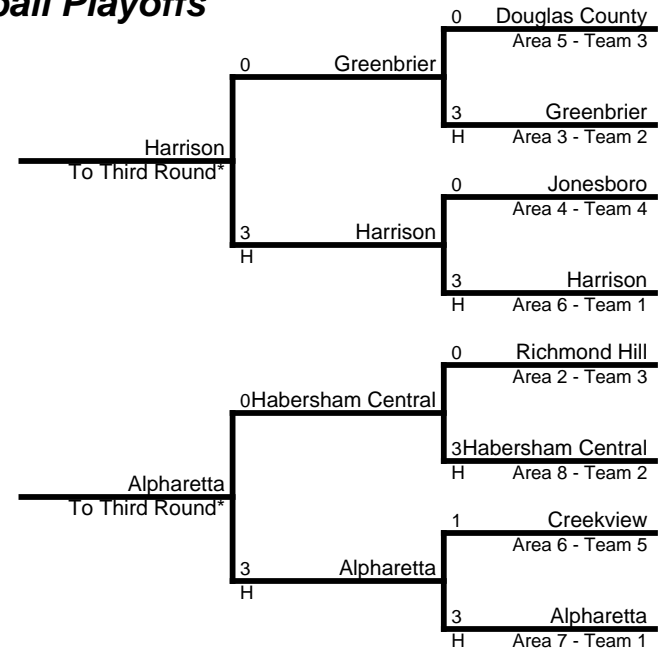 ball Playoffs
0 Douglas County
Area 5 - Team 3
0 Greenbrier
3 Greenbrier
H Area 3 - Team 2
Harrison
To Third Round*
0 Jonesboro
Area 4 - Team 4
3 Harrison
H
3 Harrison
H Area 6 - Team 1
0 Richmond Hill
Area 2 - Team 3
0Habersham Central
3Habersham Central
H Area 8 - Team 2
Alpharetta
To Third Round*
1 Creekview
Area 6 - Team 5
3 Alpharetta
H
3 Alpharetta
H Area 7 - Team 1